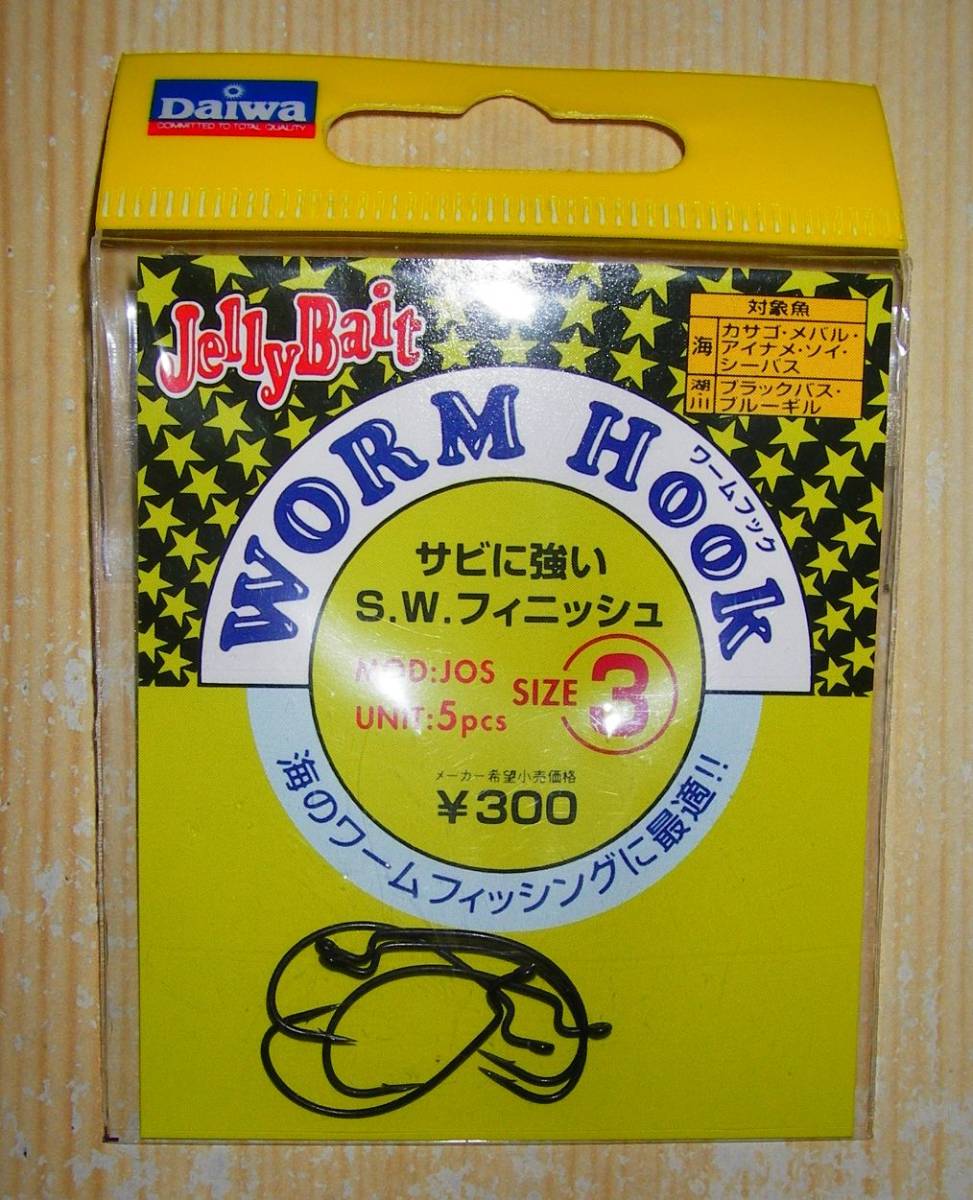 Daiwa
COMMITTED TO TOTAL QUALITY
Jelly Bait
対象魚
海
カサゴ・メバル・
アイナメ・ソイ・
シーバス
湖川
ブラックバス・
ブルーギル
WORM HOOK
ワームフック
サビに強い
S.W.フィニッシュ
MOD:JOS
UNIT:5pcs
SIZE 3
メーカー希望小売価格
¥300
海のワームフィッシングに最適!!